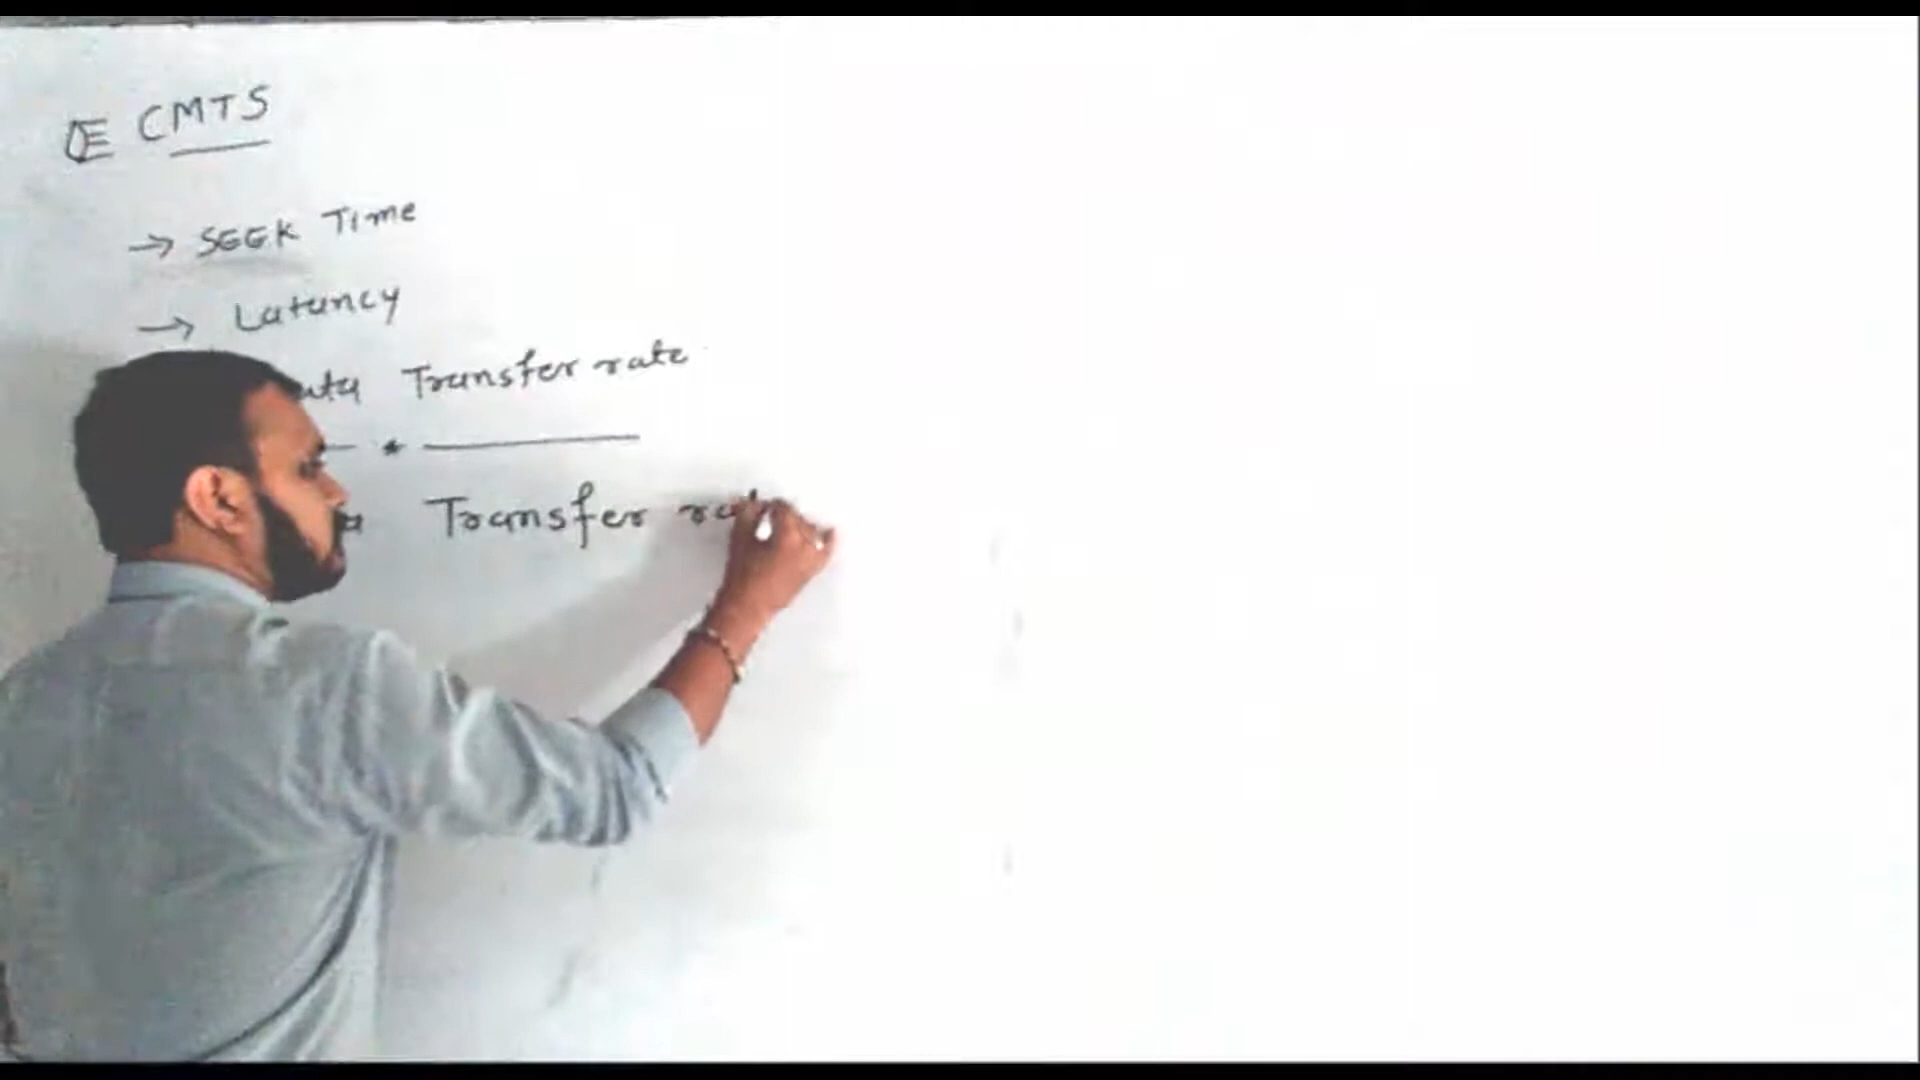 CMTS
→ SEEK Time
→ Latency
Transfer rate
Transfer